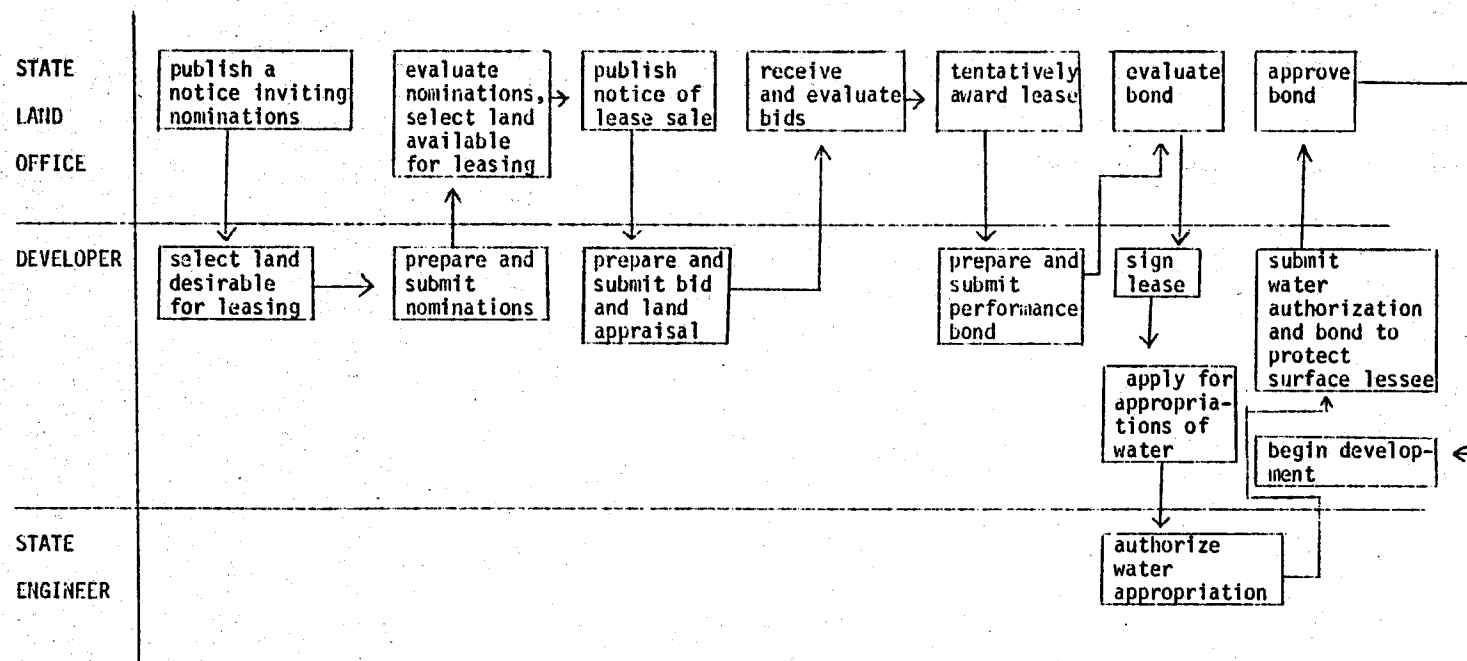 STATE
LAND
OFFICE
publish a
notice inviting
nominations
evaluate
nominations,
select land
available
for leasing
publish
notice of
lease sale
receive
and evaluate
bids
tentatively
award lease
evaluate
bond
approve
bond
DEVELOPER
select land
desirable
for leasing
prepare and
submit
nominations
prepare and
submit bid
and land
appraisal
prepare and
submit
performance
bond
sign
lease
apply for
appropria-
tions of
water
submit
water
authorization
and bond to
protect
surface lessee
begin develop-
ment
STATE
ENGINEER
authorize
water
appropriation